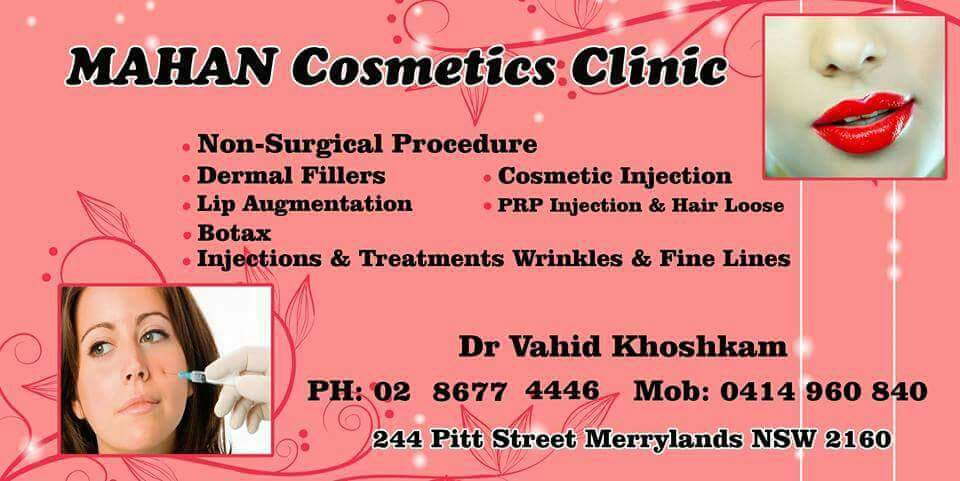 MAHAN Cosmetics Clinic
• Non-Surgical Procedure
• Dermal Fillers • Cosmetic Injection
• Lip Augmentation • PRP Injection & Hair Loose
• Botax
• Injections & Treatments Wrinkles & Fine Lines
Dr Vahid Khoshkam
PH: 02 8677 4446 Mob: 0414 960 840
244 Pitt Street Merrylands NSW 2160